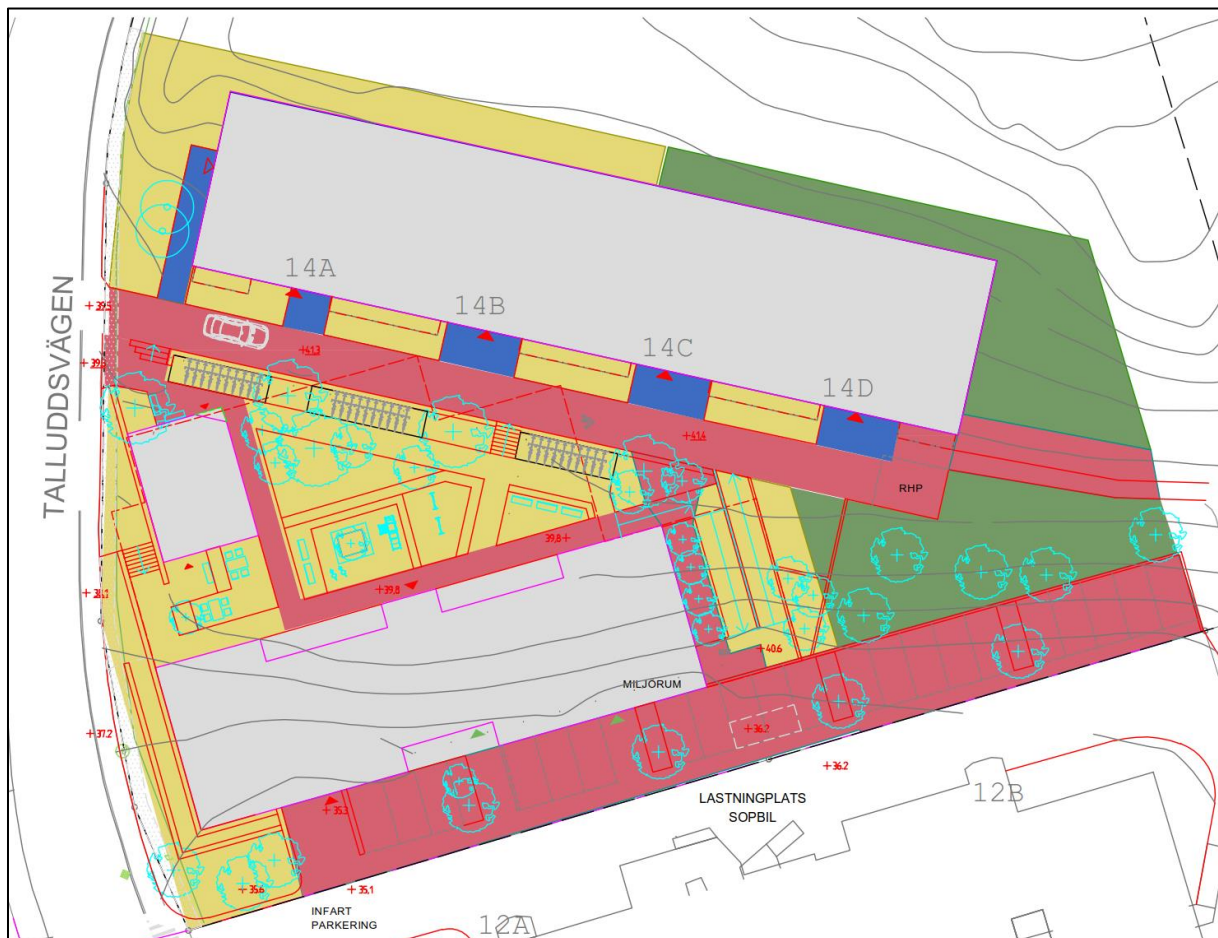 TALLUDDSVÄGEN
14A
14B
14C
14D
+39.5
+41.3
+41.4
RHP
39.8+
+39.8
+40.6
MILJÖRUM
+37.2
+36.2
+36.2
LASTNINGPLATS
SOPBIL
12B
+35.3
+35.6
+35.1
INFART
PARKERING
12A